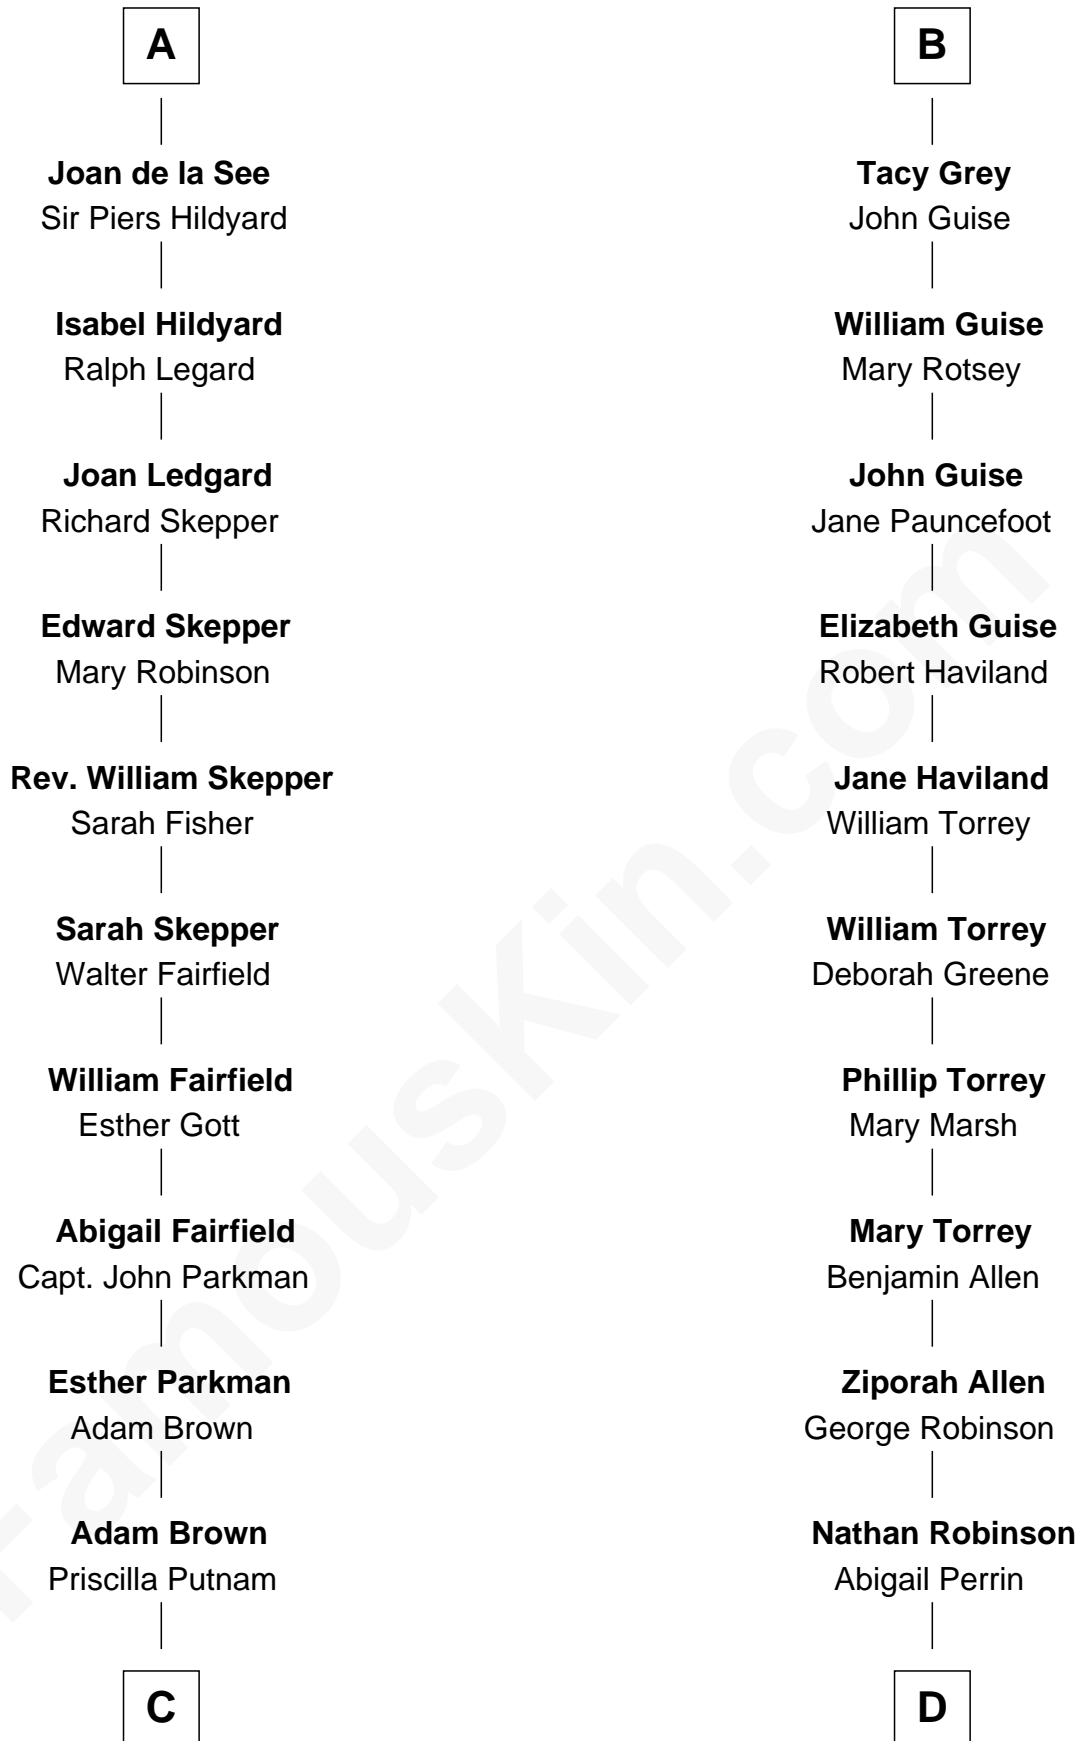 A
Joan de la See
Sir Piers Hildyard
Isabel Hildyard
Ralph Legard
Joan Ledgard
Richard Skepper
Edward Skepper
Mary Robinson
Rev. William Skepper
Sarah Fisher
Sarah Skepper
Walter Fairfield
William Fairfield
Esther Gott
Abigail Fairfield
Capt. John Parkman
Esther Parkman
Adam Brown
Adam Brown
Priscilla Putnam
C
B
Tacy Grey
John Guise
William Guise
Mary Rotsey
John Guise
Jane Pauncefoot
Elizabeth Guise
Robert Haviland
Jane Haviland
William Torrey
William Torrey
Deborah Greene
Phillip Torrey
Mary Marsh
Mary Torrey
Benjamin Allen
Ziporah Allen
George Robinson
Nathan Robinson
Abigail Perrin
D
FamousKin.com